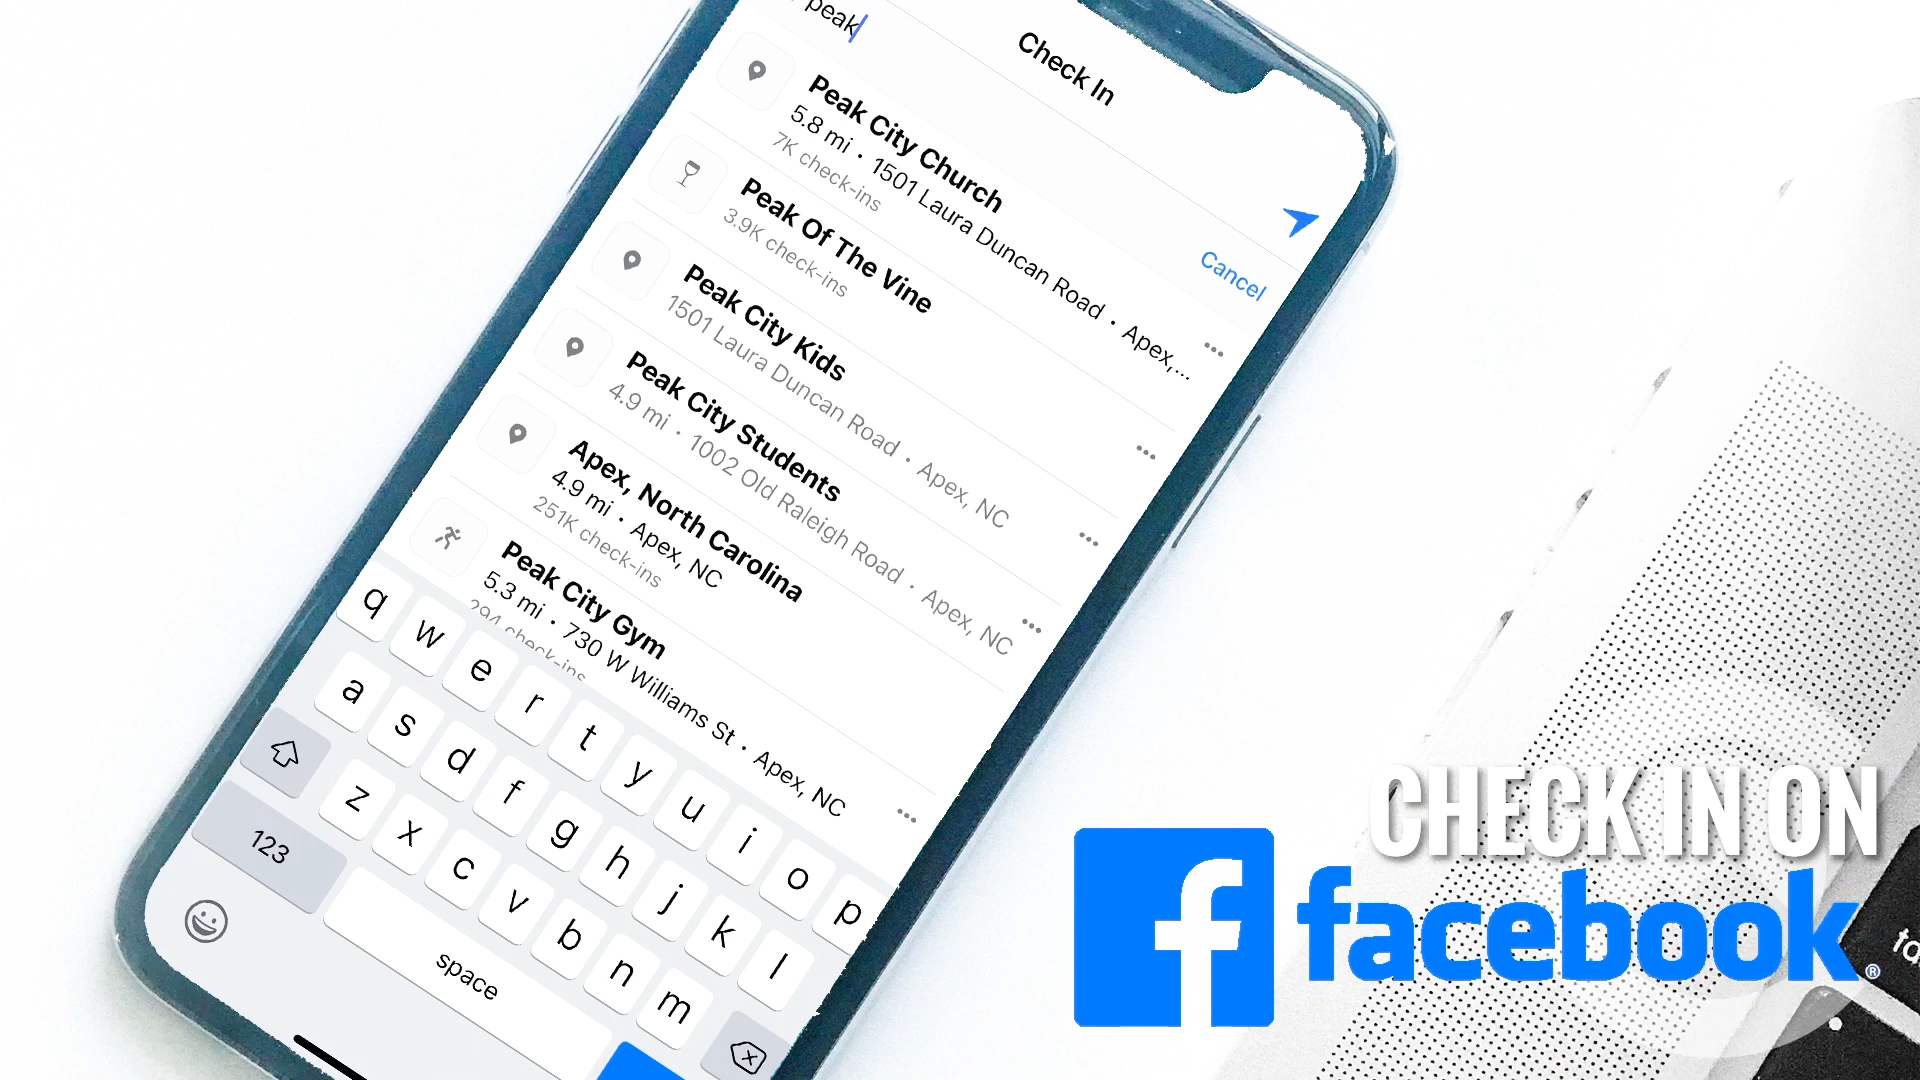 peak
Check In
Cancel
Peak City Church
5.8 mi · 1501 Laura Duncan Road · Apex,...
7K check-ins
Peak Of The Vine
3.9K check-ins
Peak City Kids
1501 Laura Duncan Road · Apex, NC
Peak City Students
4.9 mi · 1002 Old Raleigh Road · Apex, NC
Apex, North Carolina
4.9 mi · Apex, NC
251K check-ins
Peak City Gym
5.3 mi · 730 W Williams St · Apex, NC
294 check-ins
q w e r t y u i o p
a s d f g h j k l
z x c v b n m
123
space
CHECK IN ON
f facebook®